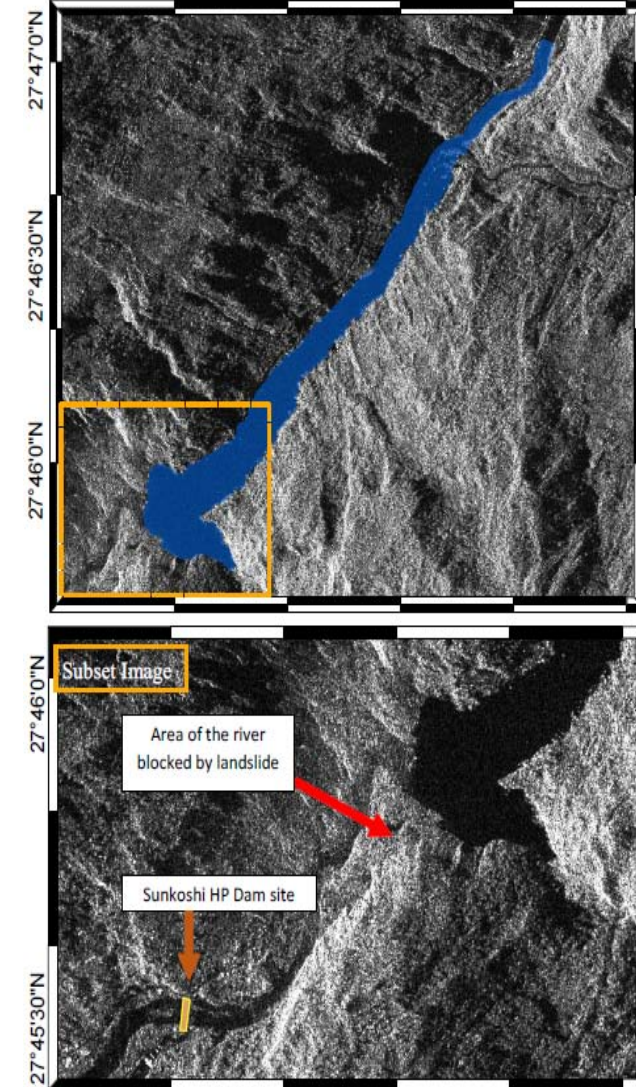 27°47'0"N
27°46'30"N
27°46'0"N
Subset Image
27°46'0"N
Area of the river
blocked by landslide
Sunkoshi HP Dam site
27°45'30"N